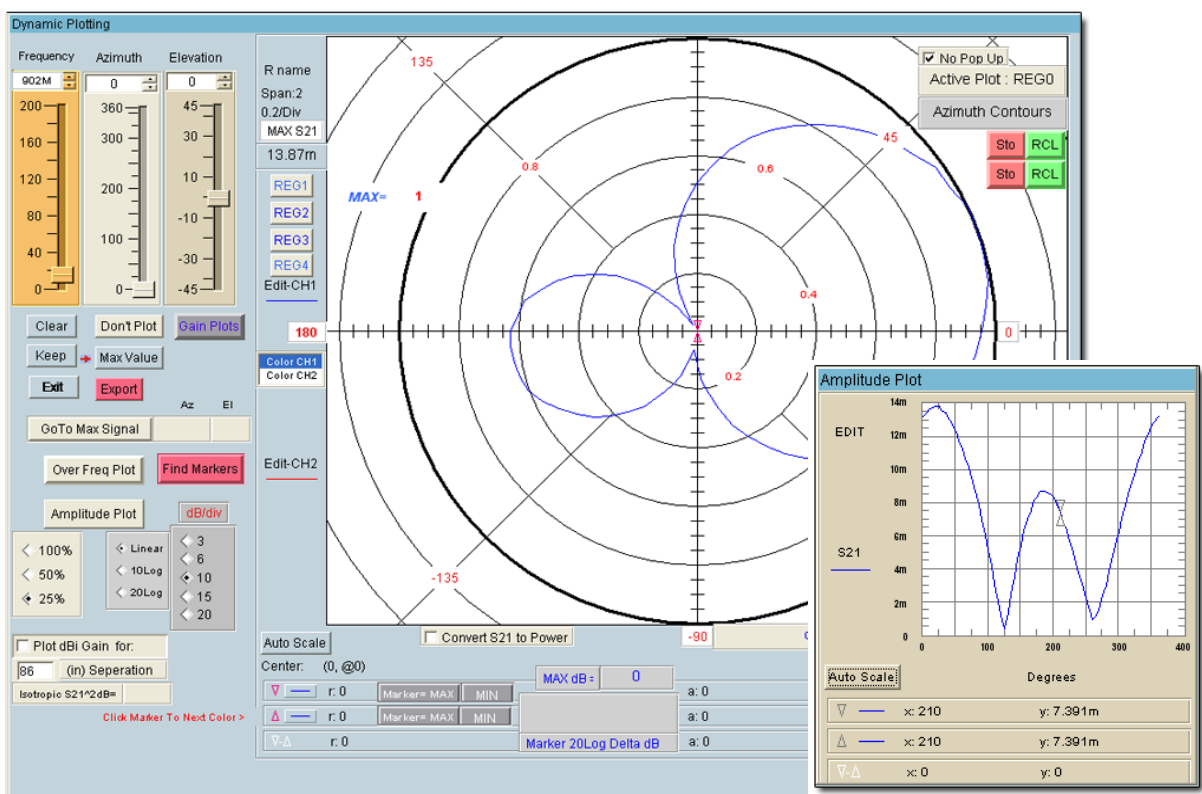 Dynamic Plotting
Frequency Azimuth Elevation
902M 0 0
200 360 45
160 300 30
120 200 10
80 -10
40 100 -30
0 0 -45
Clear Don't Plot Gain Plots
Keep Max Value
Exit Export
Az El
GoTo Max Signal
Over Freq Plot Find Markers
Amplitude Plot dB/div
100% Linear 3
50% 10Log 6
25% 20Log 10
15
20
Plot dBi Gain for:
86 (in) Seperation
Isotropic S21^2dB=
Click Marker To Next Color >
R name
Span:2
0.2/Div
MAX S21
13.87m
REG1
REG2
REG3
REG4
Edit-CH1
180
Color CH1
Color CH2
Edit-CH2
135
45
0.8
0.6
MAX= 1
0.4
0
0.2
-135
-90
No Pop Up
Active Plot : REG0
Azimuth Contours
Sto RCL
Sto RCL
Auto Scale Convert S21 to Power
Center: (0, @0)
MAX dB = 0
r: 0 Marker= MAX MIN a: 0
r: 0 Marker= MAX MIN a: 0
∇-Δ r: 0 Marker 20Log Delta dB a: 0
Amplitude Plot
EDIT
S21
14m
12m
10m
8m
6m
4m
2m
0
0 100 200 300 400
Auto Scale Degrees
x: 210 y: 7.391m
x: 210 y: 7.391m
∇-Δ x: 0 y: 0